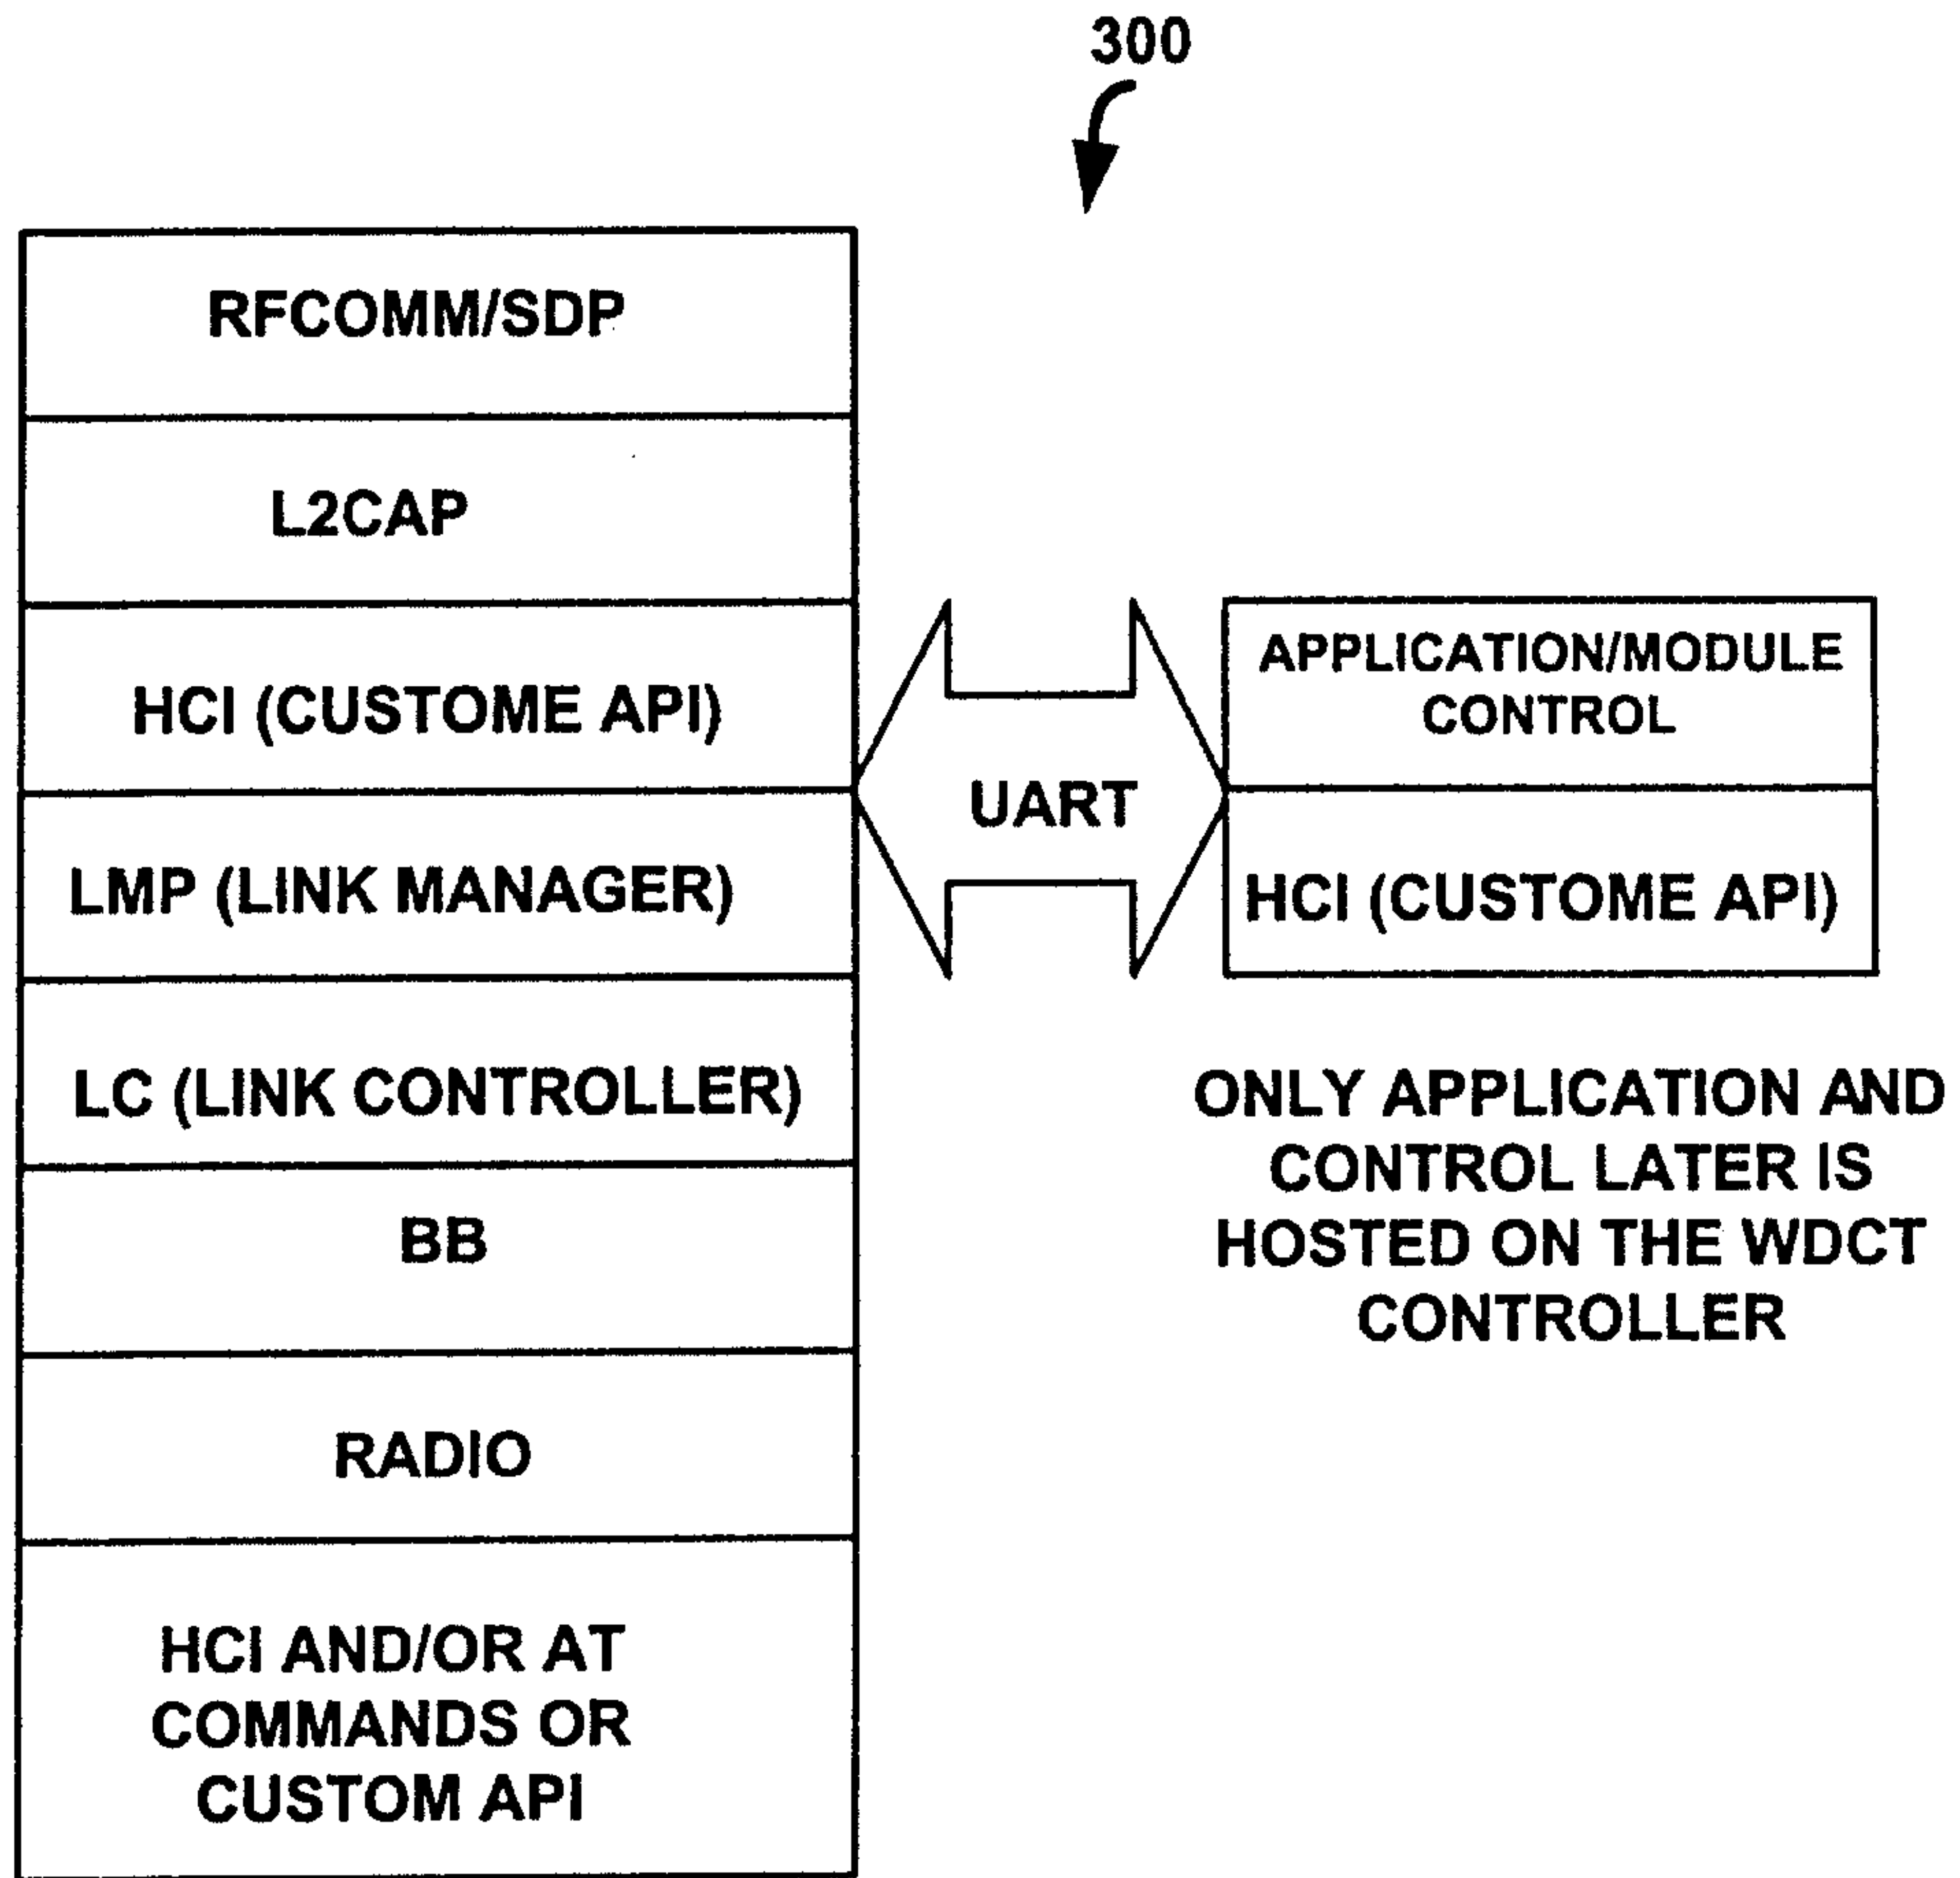 300
RFCOMM/SDP
L2CAP
HCI (CUSTOME API)
LMP (LINK MANAGER)
LC (LINK CONTROLLER)
BB
RADIO
HCI AND/OR AT
COMMANDS OR
CUSTOM API
UART
APPLICATION/MODULE
CONTROL
HCI (CUSTOME API)
ONLY APPLICATION AND
CONTROL LATER IS
HOSTED ON THE WDCT
CONTROLLER